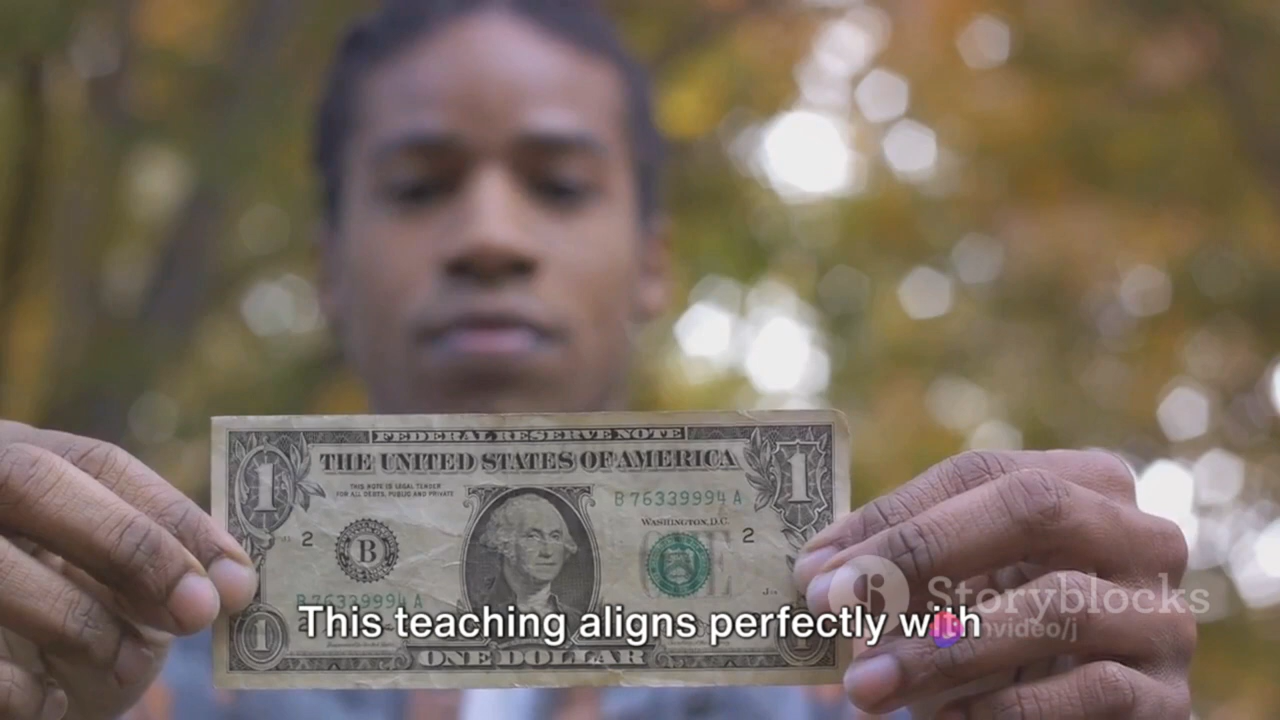 FEDERAL RESERVE NOTE
THE UNITED STATES OF AMERICA
1
1
THIS NOTE IS LEGAL TENDER
FOR ALL DEBTS, PUBLIC AND PRIVATE
B 76339994 A
WASHINGTON, D.C.
2
B
2
Storyblocks
B 76339994 A
This teaching aligns perfectly with
invideo/j
1
ONE DOLLAR